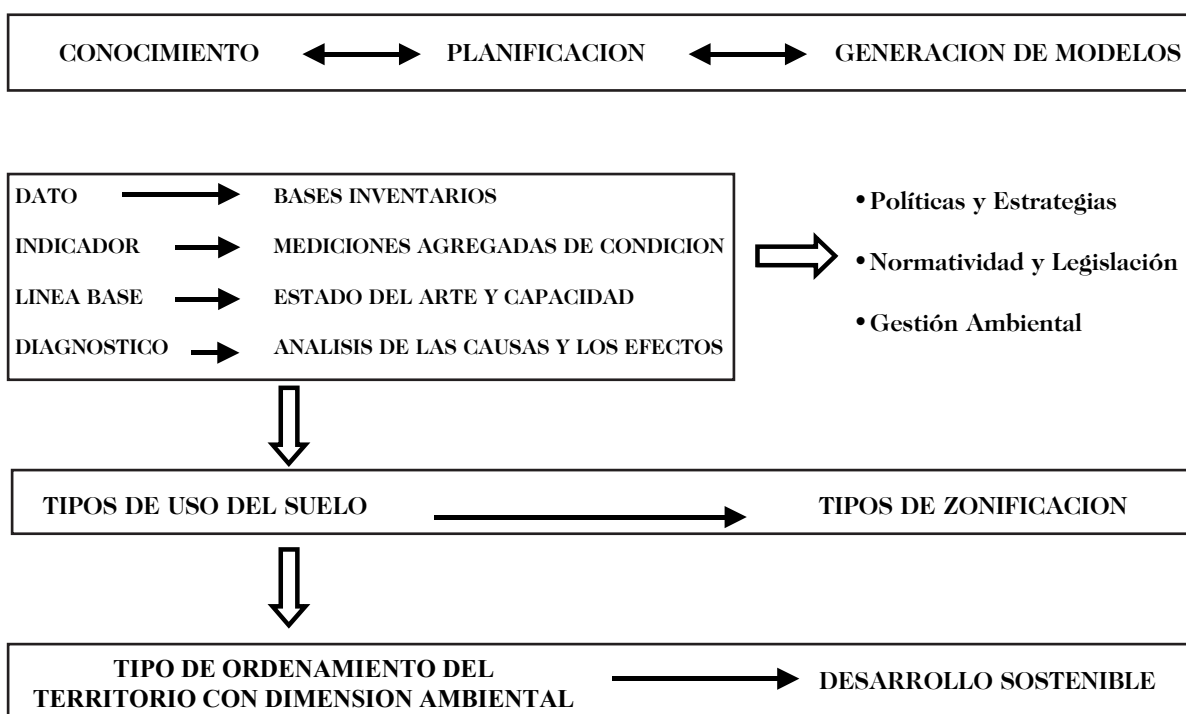 CONOCIMIENTO PLANIFICACION GENERACION DE MODELOS
DATO BASES INVENTARIOS
INDICADOR MEDICIONES AGREGADAS DE CONDICION
LINEA BASE ESTADO DEL ARTE Y CAPACIDAD
DIAGNOSTICO ANALISIS DE LAS CAUSAS Y LOS EFECTOS
• Políticas y Estrategias
• Normatividad y Legislación
• Gestión Ambiental
TIPOS DE USO DEL SUELO TIPOS DE ZONIFICACION
TIPO DE ORDENAMIENTO DEL
TERRITORIO CON DIMENSION AMBIENTAL
DESARROLLO SOSTENIBLE